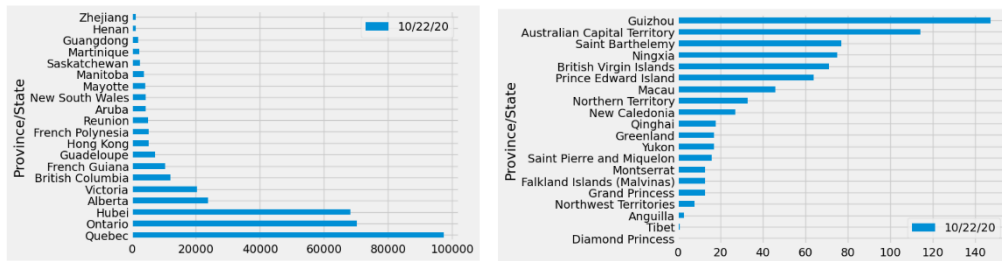 Zhejiang
Henan
Guangdong
Martinique
Saskatchewan
Manitoba
Mayotte
New South Wales
Aruba
Reunion
French Polynesia
Hong Kong
Guadeloupe
French Guiana
British Columbia
Victoria
Alberta
Hubei
Ontario
Quebec
Province/State
10/22/20
0 20000 40000 60000 80000 100000
Guizhou
Australian Capital Territory
Saint Barthelemy
Ningxia
British Virgin Islands
Prince Edward Island
Macau
Northern Territory
New Caledonia
Qinghai
Greenland
Yukon
Saint Pierre and Miquelon
Montserrat
Falkland Islands (Malvinas)
Grand Princess
Northwest Territories
Anguilla
Tibet
Diamond Princess
Province/State
10/22/20
0 20 40 60 80 100 120 140